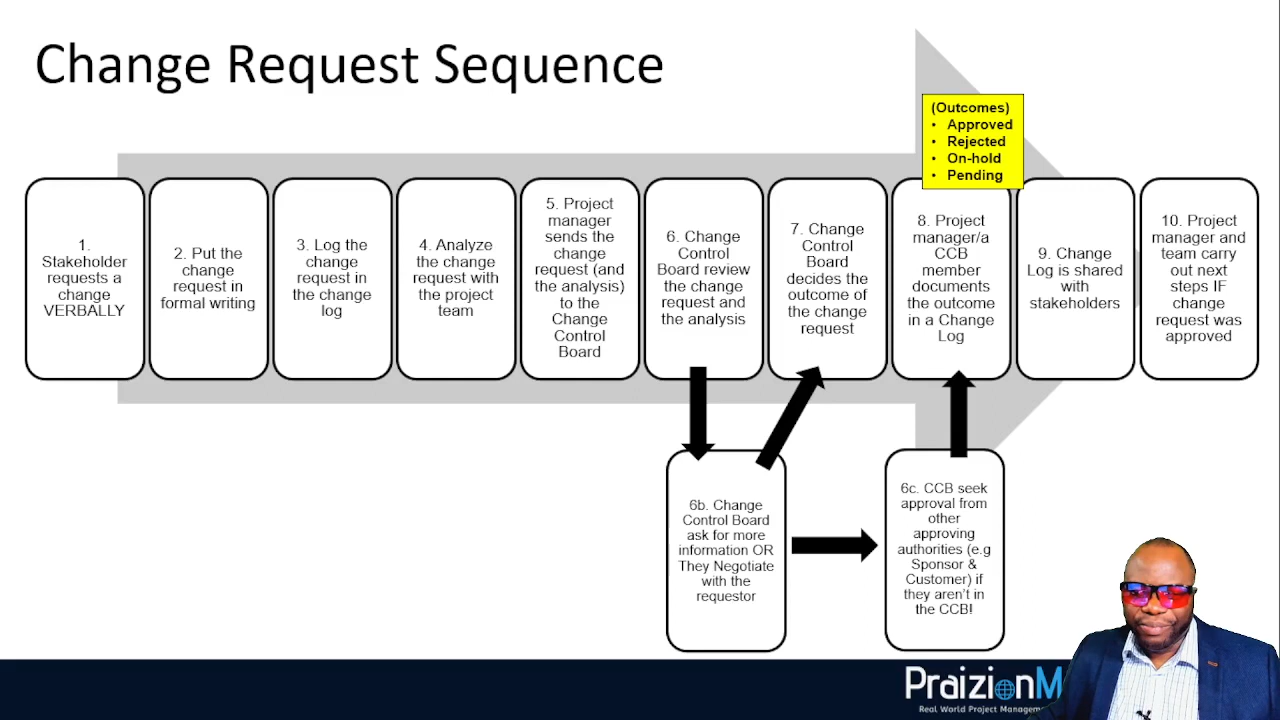 Change Request Sequence
(Outcomes)
• Approved
• Rejected
• On-hold
• Pending
1.
Stakeholder
requests a
change
VERBALLY
2. Put the
change
request in
formal writing
3. Log the
change
request in
the change
log
4. Analyze
the change
request with
the project
team
5. Project
manager
sends the
change
request (and
the analysis)
to the
Change
Control
Board
6. Change
Control
Board review
the change
request and
the analysis
7. Change
Control
Board
decides the
outcome of
the change
request
8. Project
manager/a
CCB
member
documents
the outcome
in a Change
Log
9. Change
Log is shared
with
stakeholders
10. Project
manager and
team carry
out next
steps IF
change
request was
approved
6b. Change
Control Board
ask for more
information OR
They Negotiate
with the
requestor
6c. CCB seek
approval from
other
approving
authorities (e.g
Sponsor &
Customer) if
they aren't in
the CCB!
PraizionM
Real World Project Managem